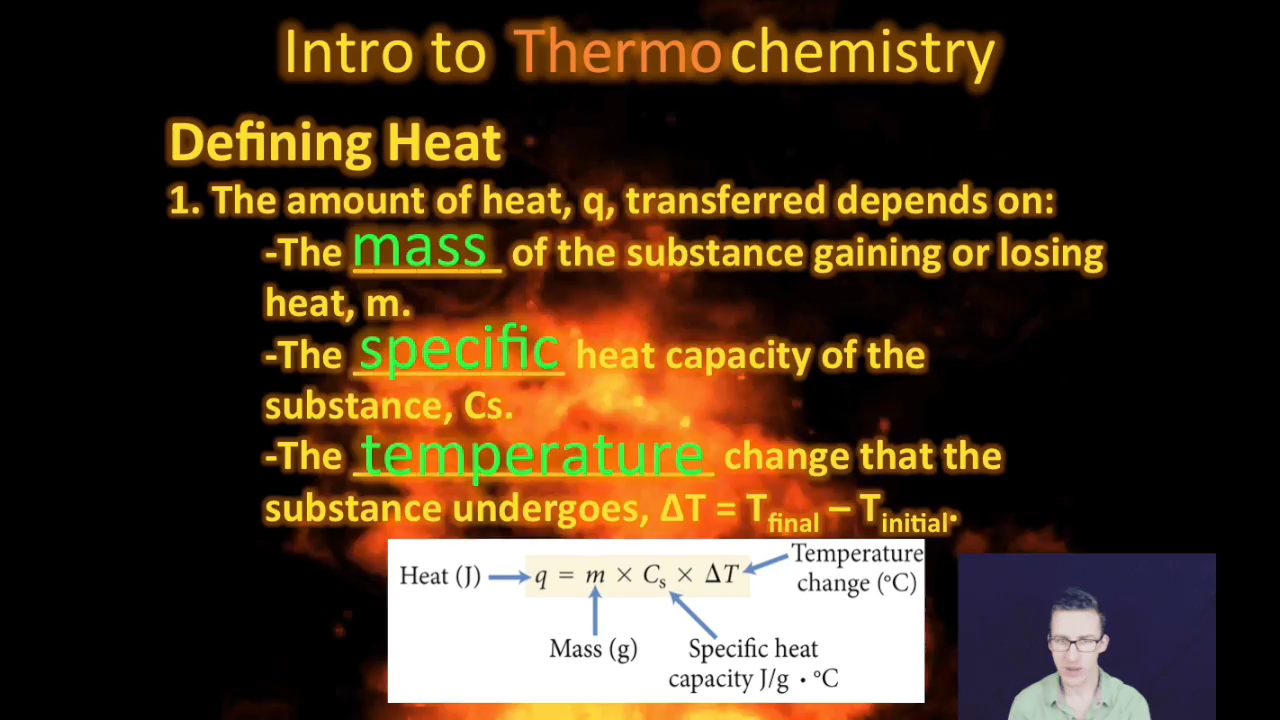 Intro to Thermochemistry
Defining Heat
1. The amount of heat, q, transferred depends on:
-The mass of the substance gaining or losing
heat, m.
-The specific heat capacity of the
substance, Cs.
-The temperature change that the
substance undergoes, ΔT = Tfinal – Tinitial.
Heat (J)
q = m × Cs × ΔT
Temperature
change (°C)
Mass (g)
Specific heat
capacity J/g · °C